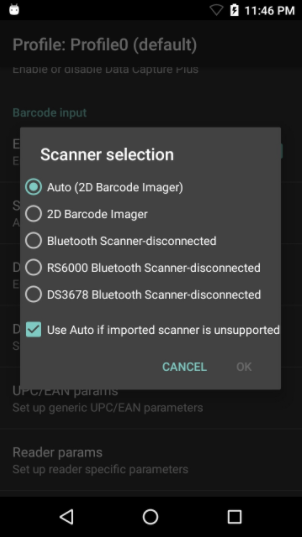 11:46 PM
Profile: Profile0 (default)
Enable or disable Data Capture Plus
Barcode input
Scanner selection
Auto (2D Barcode Imager)
2D Barcode Imager
Bluetooth Scanner-disconnected
RS6000 Bluetooth Scanner-disconnected
DS3678 Bluetooth Scanner-disconnected
Use Auto if imported scanner is unsupported
CANCEL OK
UPC/EAN params
Set up generic UPC/EAN parameters
Reader params
Set up reader specific parameters